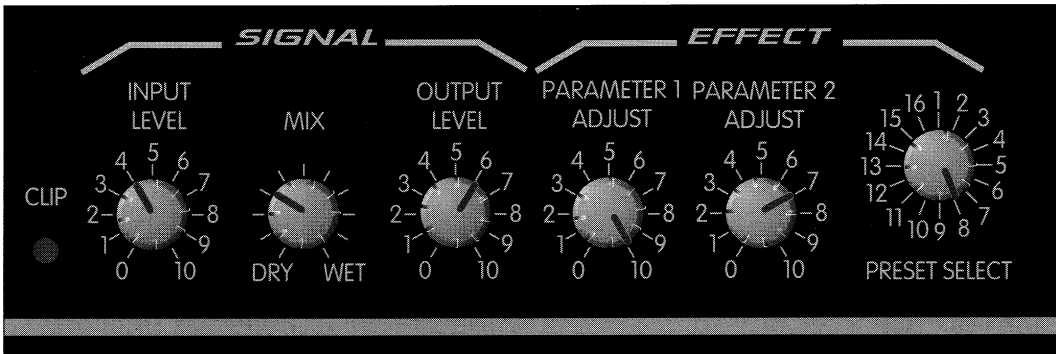 SIGNAL
EFFECT
INPUT
LEVEL
MIX
OUTPUT
LEVEL
PARAMETER 1
ADJUST
PARAMETER 2
ADJUST
CLIP
0 1 2 3 4 5 6 7 8 9 10
DRY WET
0 1 2 3 4 5 6 7 8 9 10
0 1 2 3 4 5 6 7 8 9 10
0 1 2 3 4 5 6 7 8 9 10
1 2 3 4 5 6 7 8 9 10 11 12 13 14 15 16
PRESET SELECT